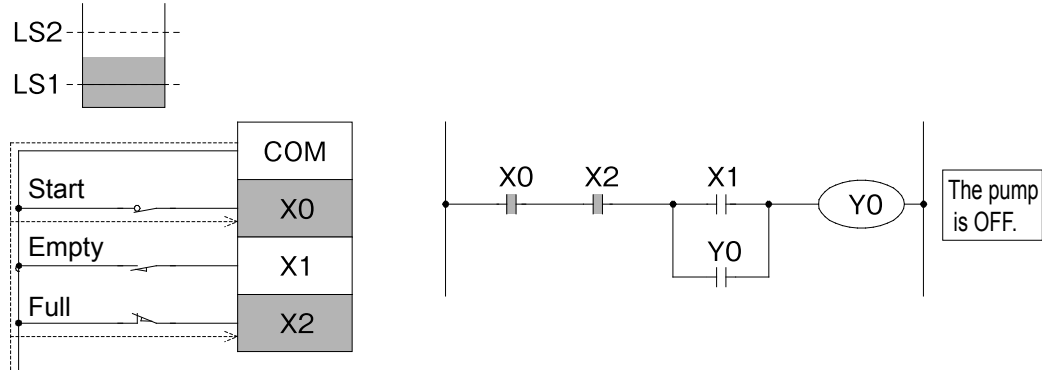 LS2
LS1
COM
Start
X0
Empty
X1
Full
X2
X0 X2 X1
Y0
Y0
The pump
is OFF.